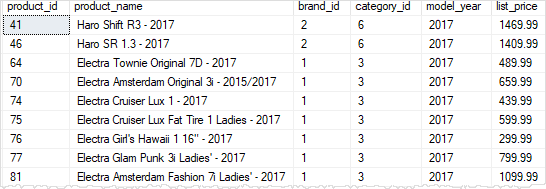 product_id product_name brand_id category_id model_year list_price
41 Haro Shift R3 - 2017 2 6 2017 1469.99
46 Haro SR 1.3 - 2017 2 6 2017 1409.99
64 Electra Townie Original 7D - 2017 1 3 2017 489.99
70 Electra Amsterdam Original 3i - 2015/2017 1 3 2017 659.99
74 Electra Cruiser Lux 1 - 2017 1 3 2017 439.99
75 Electra Cruiser Lux Fat Tire 1 Ladies - 2017 1 3 2017 599.99
76 Electra Girl's Hawaii 1 16" - 2017 1 3 2017 299.99
77 Electra Glam Punk 3i Ladies' - 2017 1 3 2017 799.99
81 Electra Amsterdam Fashion 7i Ladies' - 2017 1 3 2017 1099.99